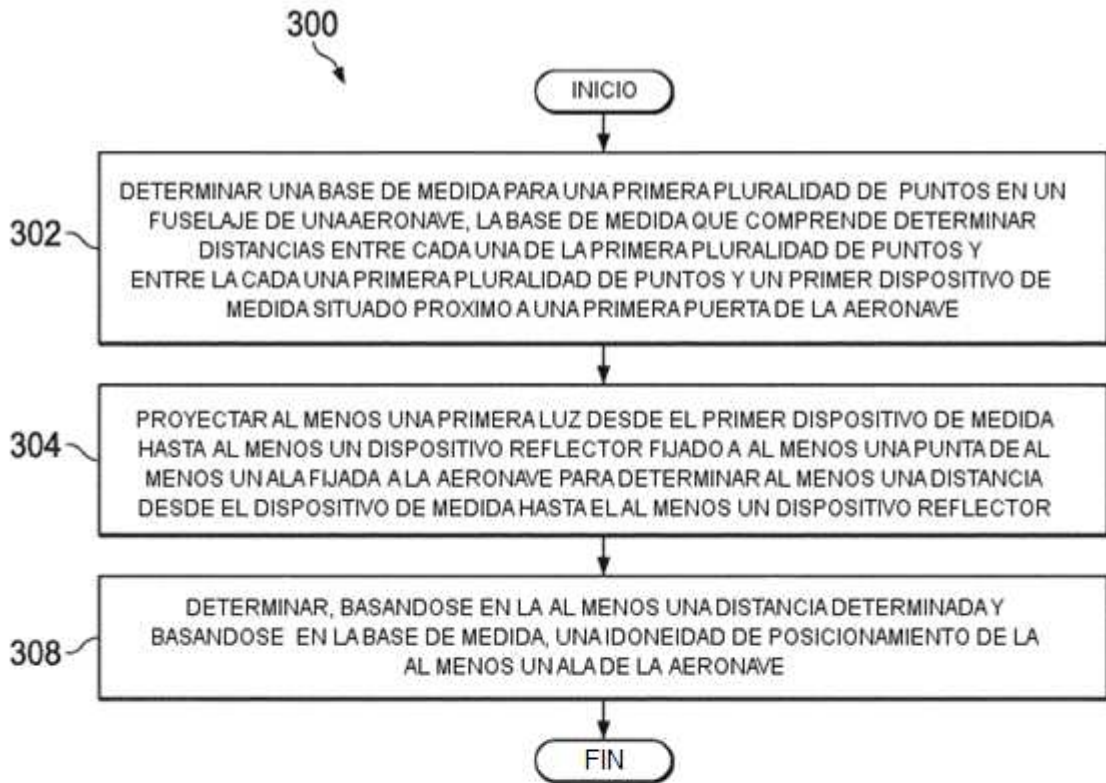 300
INICIO
302
DETERMINAR UNA BASE DE MEDIDA PARA UNA PRIMERA PLURALIDAD DE PUNTOS EN UN
FUSELAJE DE UNA AERONAVE, LA BASE DE MEDIDA QUE COMPRENDE DETERMINAR
DISTANCIAS ENTRE CADA UNA DE LA PRIMERA PLURALIDAD DE PUNTOS Y
ENTRE LA CADA UNA PRIMERA PLURALIDAD DE PUNTOS Y UN PRIMER DISPOSITIVO DE
MEDIDA SITUADO PROXIMO A UNA PRIMERA PUERTA DE LA AERONAVE
304
PROYECTAR AL MENOS UNA PRIMERA LUZ DESDE EL PRIMER DISPOSITIVO DE MEDIDA
HASTA AL MENOS UN DISPOSITIVO REFLECTOR FIJADO A AL MENOS UNA PUNTA DE AL
MENOS UN ALA FIJADA A LA AERONAVE PARA DETERMINAR AL MENOS UNA DISTANCIA
DESDE EL DISPOSITIVO DE MEDIDA HASTA EL AL MENOS UN DISPOSITIVO REFLECTOR
308
DETERMINAR, BASANDOSE EN LA AL MENOS UNA DISTANCIA DETERMINADA Y
BASANDOSE EN LA BASE DE MEDIDA, UNA IDONEIDAD DE POSICIONAMIENTO DE LA
AL MENOS UN ALA DE LA AERONAVE
FIN